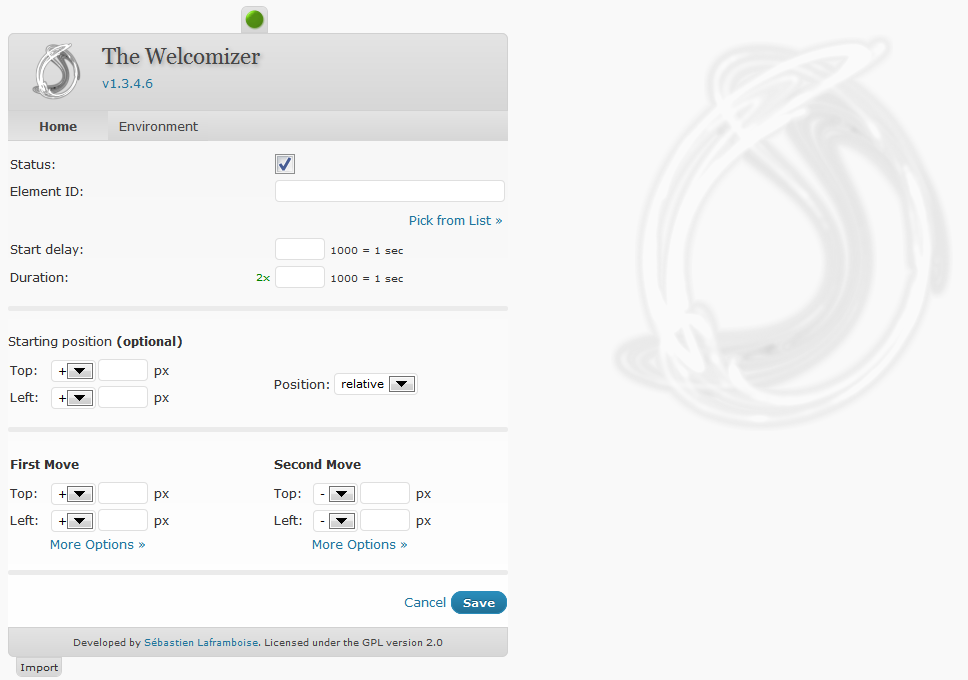 The Welcomizer
v1.3.4.6
Home Environment
Status:
Element ID:
Pick from List »
Start delay: 1000 = 1 sec
Duration: 2x 1000 = 1 sec
Starting position (optional)
Top: + px
Position: relative
Left: + px
First Move Second Move
Top: + px Top: - px
Left: + px Left: - px
More Options » More Options »
Cancel Save
Developed by Sébastien Laframboise. Licensed under the GPL version 2.0
Import